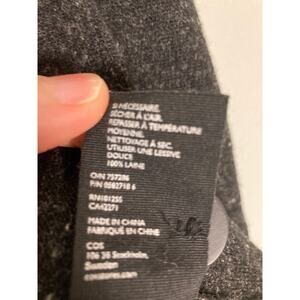 SI NÉCESSAIRE,
SÉCHER À L'AIR.
REPASSER À TEMPÉRATURE
MOYENNE.
NETTOYAGE À SEC.
UTILISER UNE LESSIVE
DOUCE
100% LAINE
O/N 757286
P/N 0582718 6
RN101255
CA42271
MADE IN CHINA
FABRIQUÉ EN CHINE
COS
106 38 Stockholm,
Sweden
cosstores.com